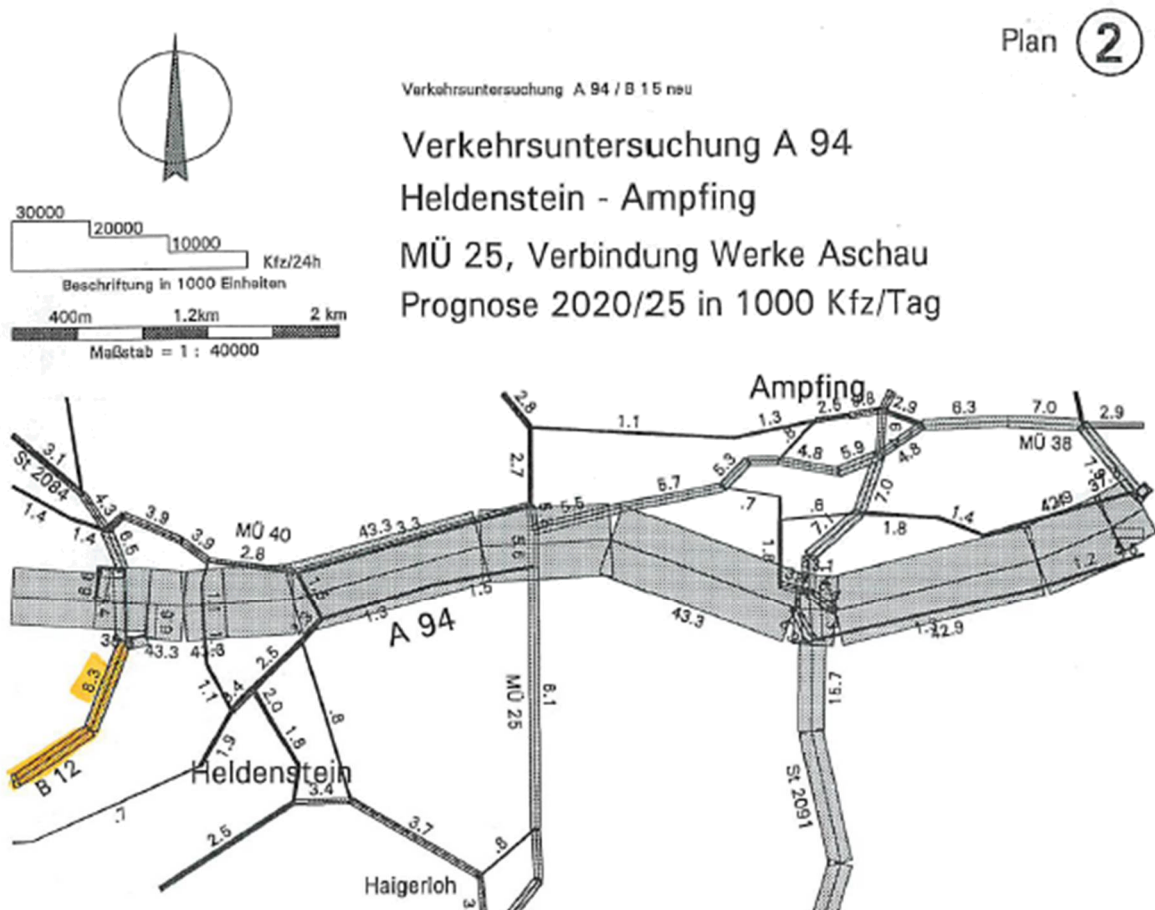 Plan 2
Verkehrsuntersuchung A 94 / B 15 neu
Verkehrsuntersuchung A 94
Heldenstein - Ampfing
MÜ 25, Verbindung Werke Aschau
Prognose 2020/25 in 1000 Kfz/Tag
30000
20000
10000
Kfz/24h
Beschriftung in 1000 Einheiten
400m 1.2km 2 km
Maßstab = 1 : 40000
Ampfing
2.8
1.1
1.3
2.9
6.3
7.0
2.9
MÜ 38
3.1
St 2084
4.3
1.4
1.4
3.9
3.9
6.5
MÜ 40
2.8
43.3
3.3
2.7
5.5
5.7
5.3
4.8
5.9
4.8
7.0
.7
.6
1.8
1.4
5.6
1.5
1.3
A 94
43.3
43.3
42.9
1.2
8.3
B 12
1.1
2.5
2.0
1.8
1.9
.8
Heldenstein
.7
3.4
2.5
3.7
.8
Haigerloh
MÜ 25
6.1
15.7
St 2091